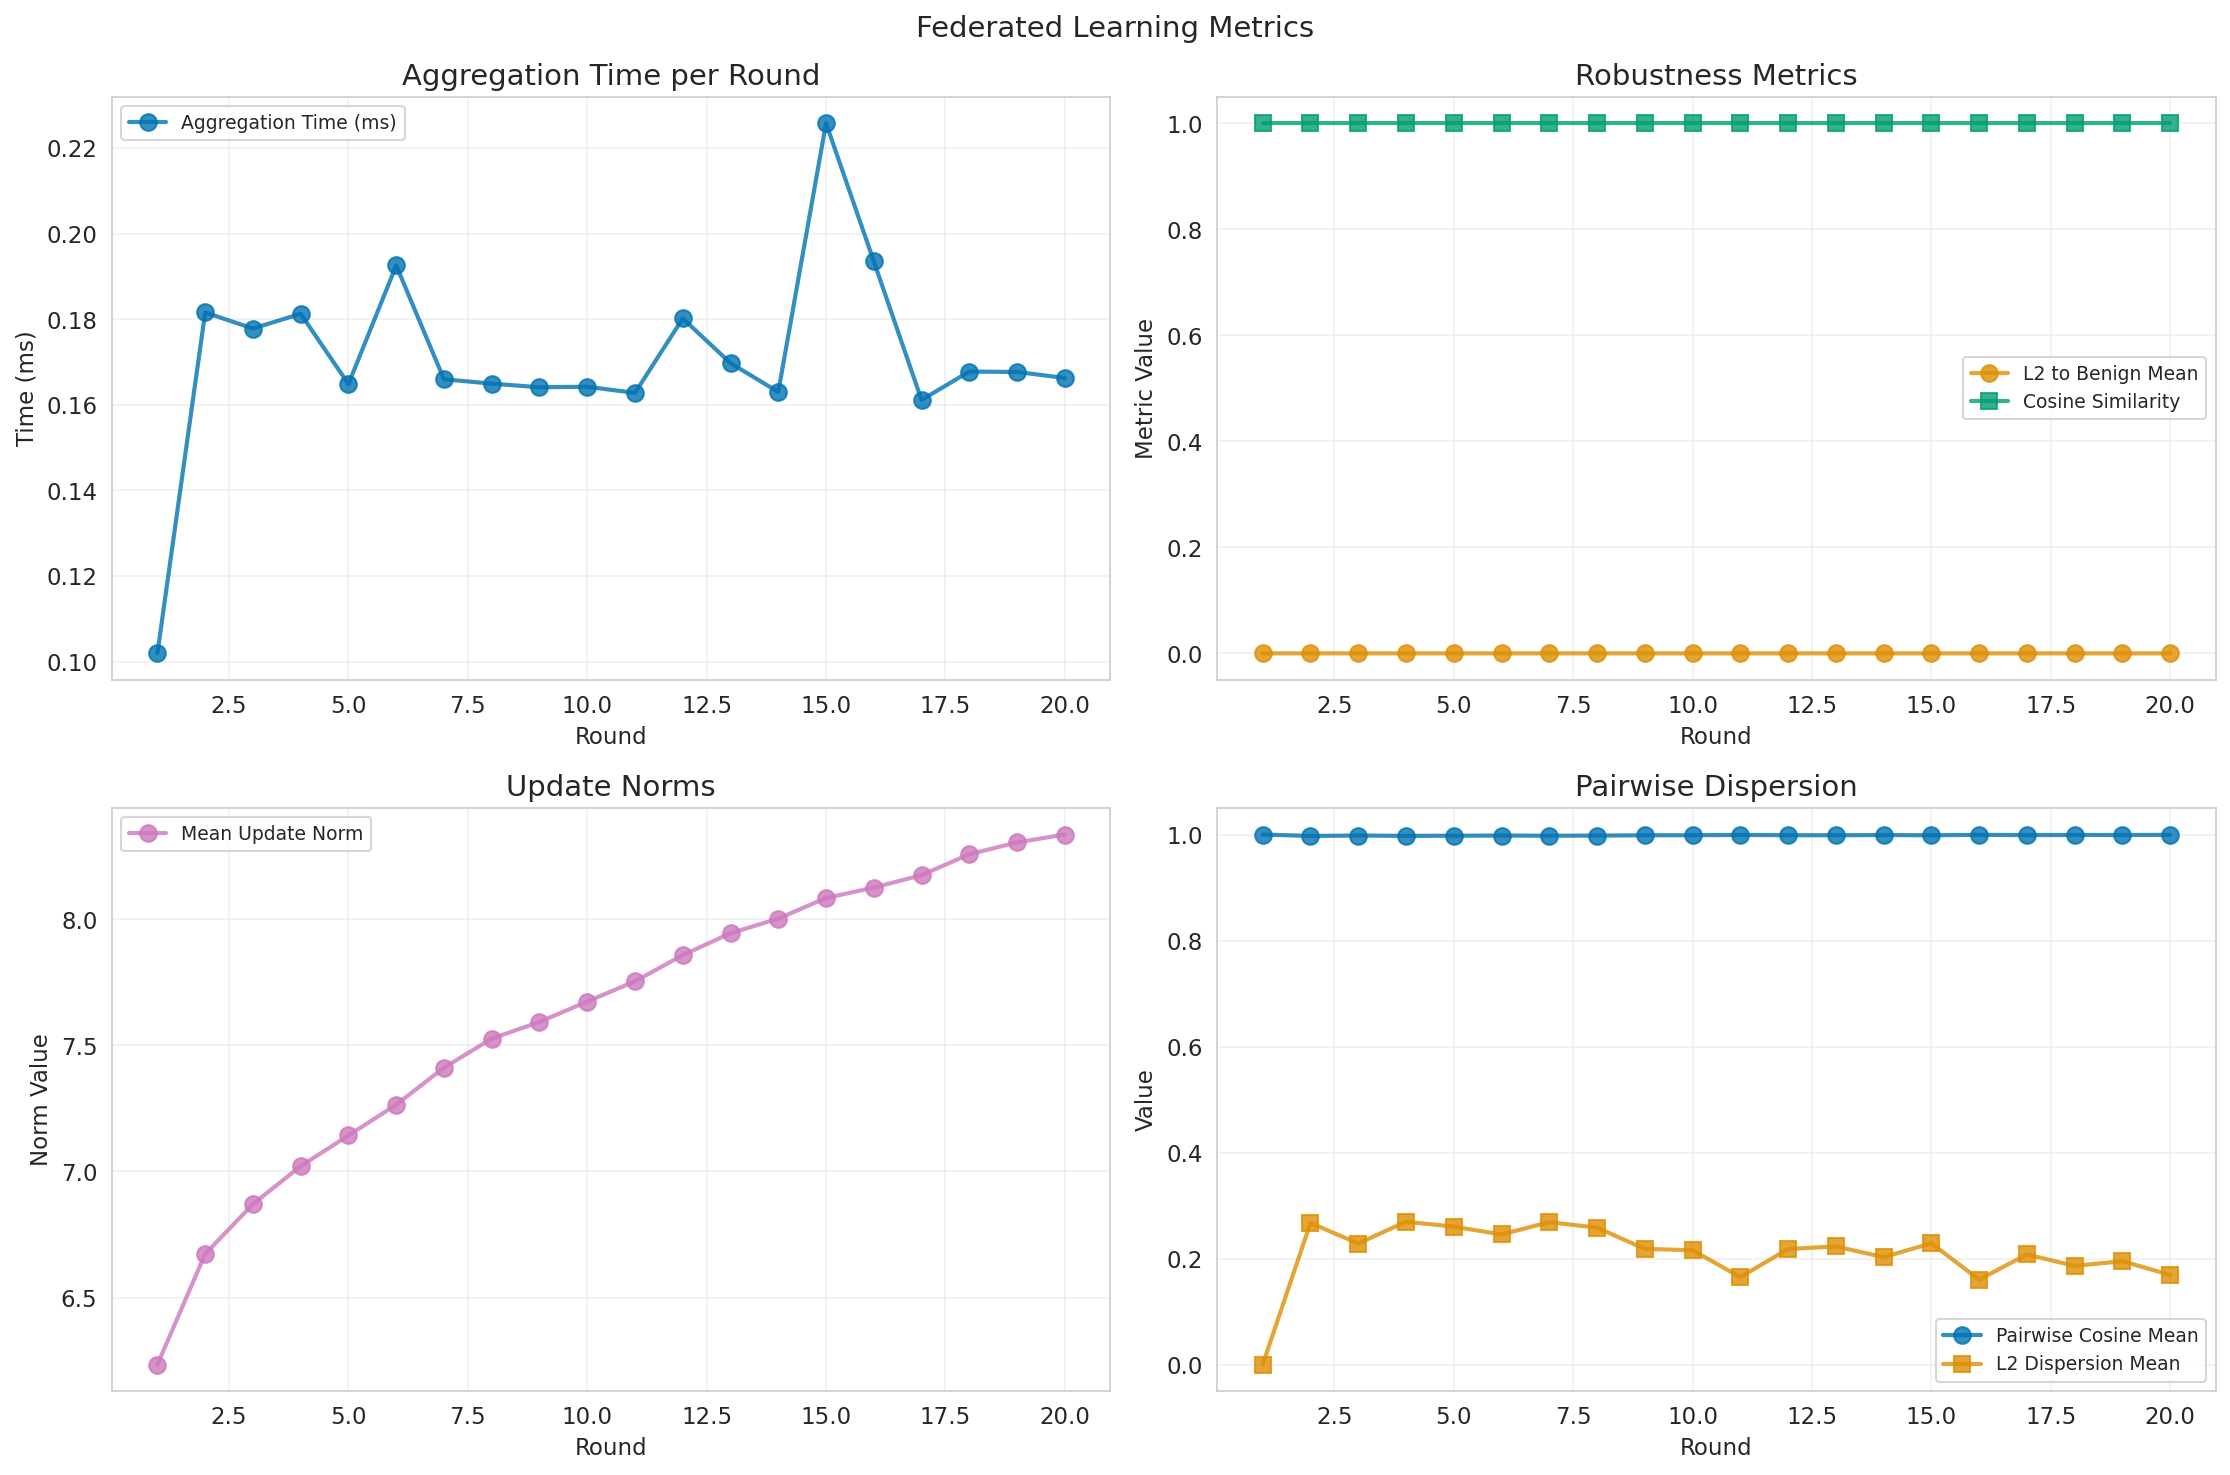 Federated Learning Metrics
Aggregation Time per Round
Aggregation Time (ms)
Time (ms)
0.22
0.20
0.18
0.16
0.14
0.12
0.10
2.5 5.0 7.5 10.0 12.5 15.0 17.5 20.0
Round
Robustness Metrics
Metric Value
1.0
0.8
0.6
0.4
0.2
0.0
L2 to Benign Mean
Cosine Similarity
2.5 5.0 7.5 10.0 12.5 15.0 17.5 20.0
Round
Update Norms
Mean Update Norm
Norm Value
8.0
7.5
7.0
6.5
2.5 5.0 7.5 10.0 12.5 15.0 17.5 20.0
Round
Pairwise Dispersion
Value
1.0
0.8
0.6
0.4
0.2
0.0
Pairwise Cosine Mean
L2 Dispersion Mean
2.5 5.0 7.5 10.0 12.5 15.0 17.5 20.0
Round